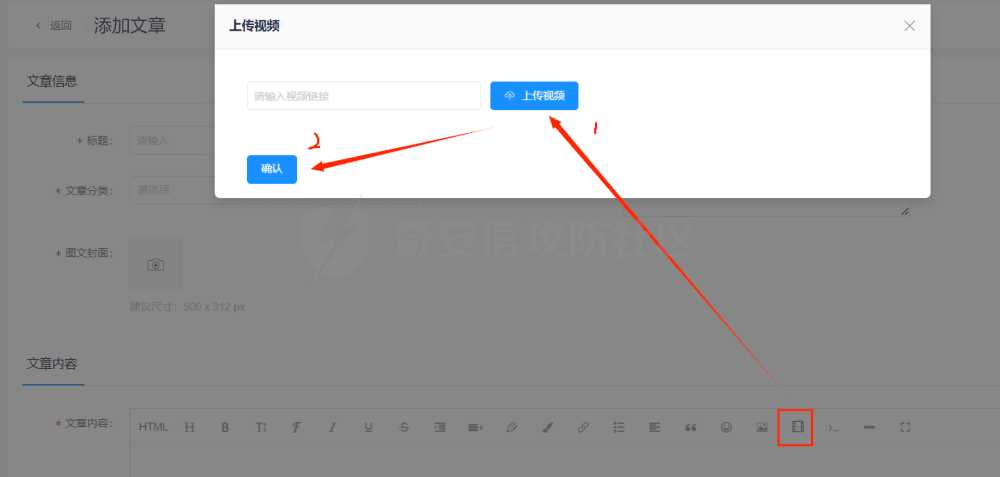 返回 添加文章
上传视频
文章信息
请输入视频链接 上传视频
1
2
* 标题： 请输入
确认
* 文章分类： 请选择
奇安信攻防社区
* 图文封面：
建议尺寸：500 x 312 px
文章内容
* 文章内容： HTML H B T F I U S